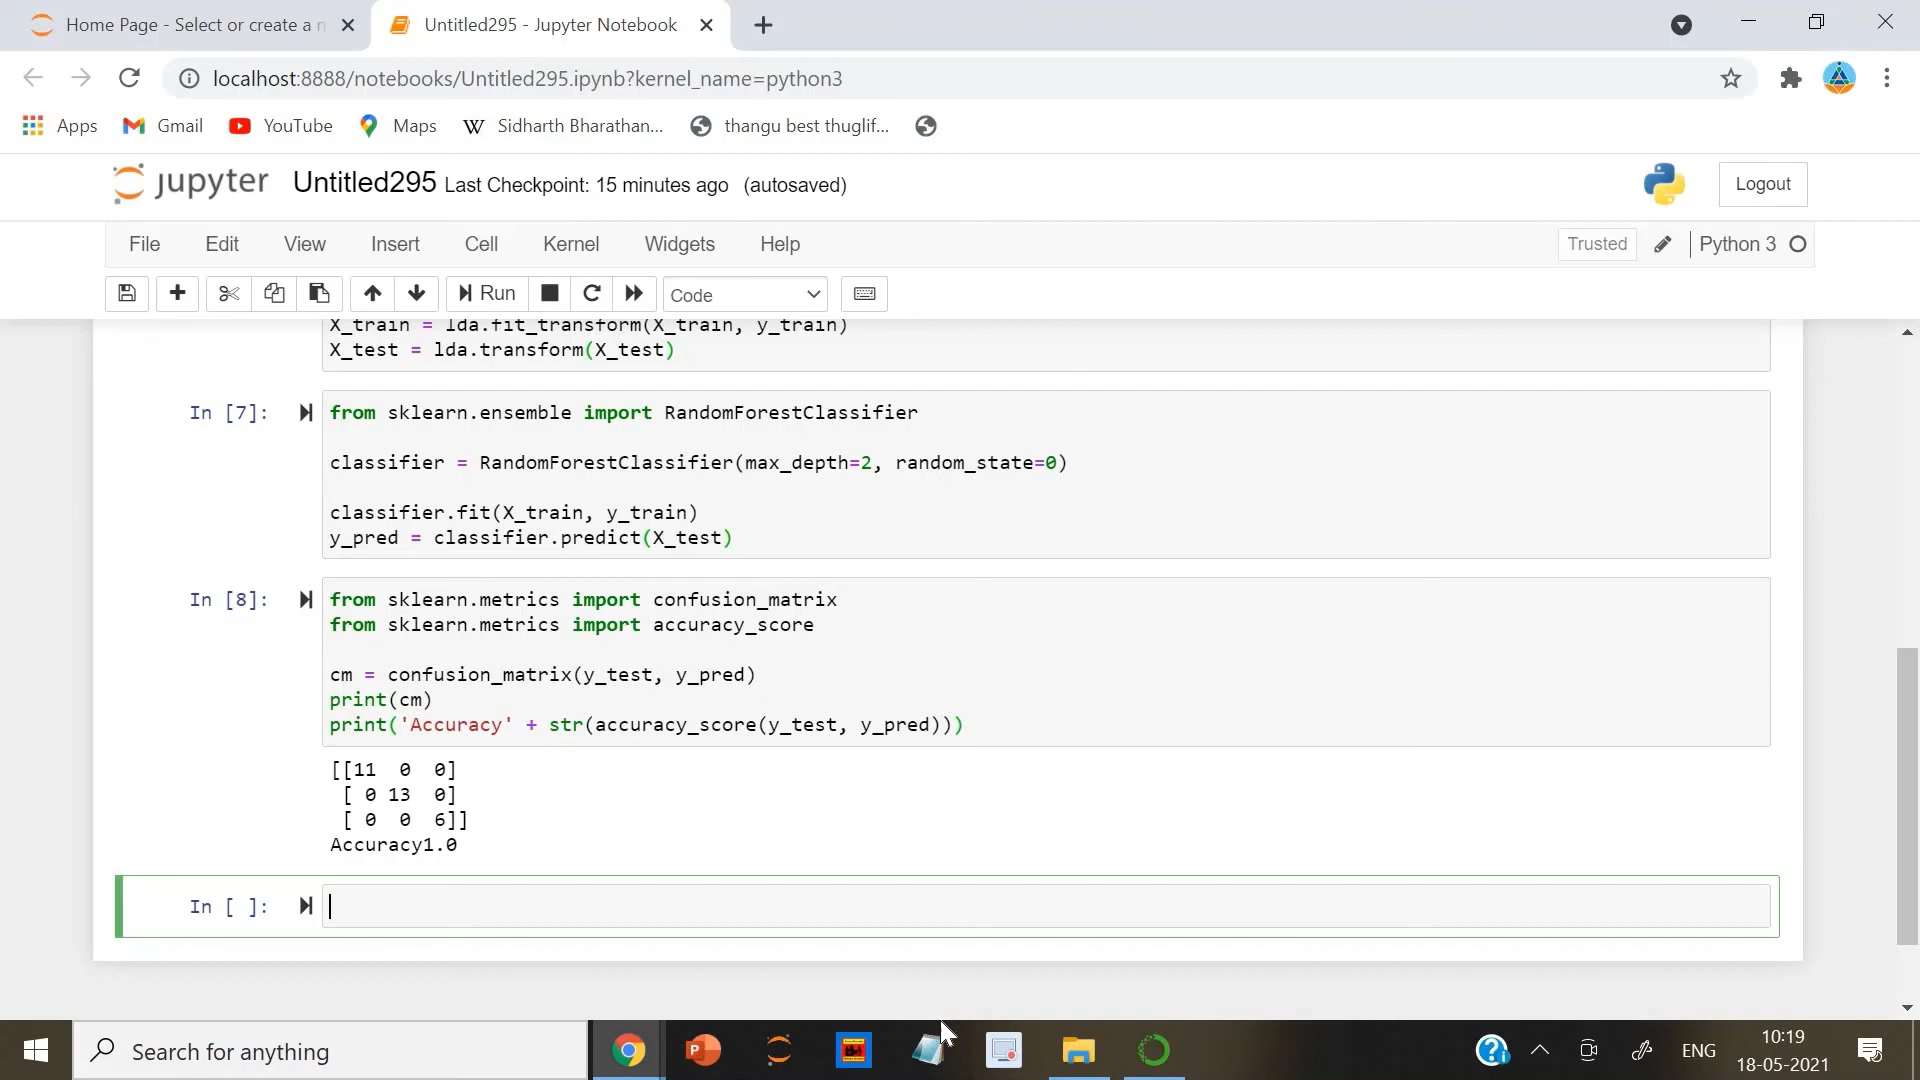 Home Page - Select or create a n
Untitled295 - Jupyter Notebook
localhost:8888/notebooks/Untitled295.ipynb?kernel_name=python3
Apps Gmail YouTube Maps W Sidharth Bharathan... thangu best thuglif...
jupyter Untitled295 Last Checkpoint: 15 minutes ago (autosaved) Logout
File Edit View Insert Cell Kernel Widgets Help Trusted Python 3
Run Code
X_train = lda.fit_transform(X_train, y_train)
X_test = lda.transform(X_test)
In [7]: from sklearn.ensemble import RandomForestClassifier
classifier = RandomForestClassifier(max_depth=2, random_state=0)
classifier.fit(X_train, y_train)
y_pred = classifier.predict(X_test)
In [8]: from sklearn.metrics import confusion_matrix
from sklearn.metrics import accuracy_score
cm = confusion_matrix(y_test, y_pred)
print(cm)
print('Accuracy' + str(accuracy_score(y_test, y_pred)))
[[11  0  0]
 [ 0 13  0]
 [ 0  0  6]]
Accuracy1.0
In [ ]:
Search for anything
P
ENG
10:19
18-05-2021